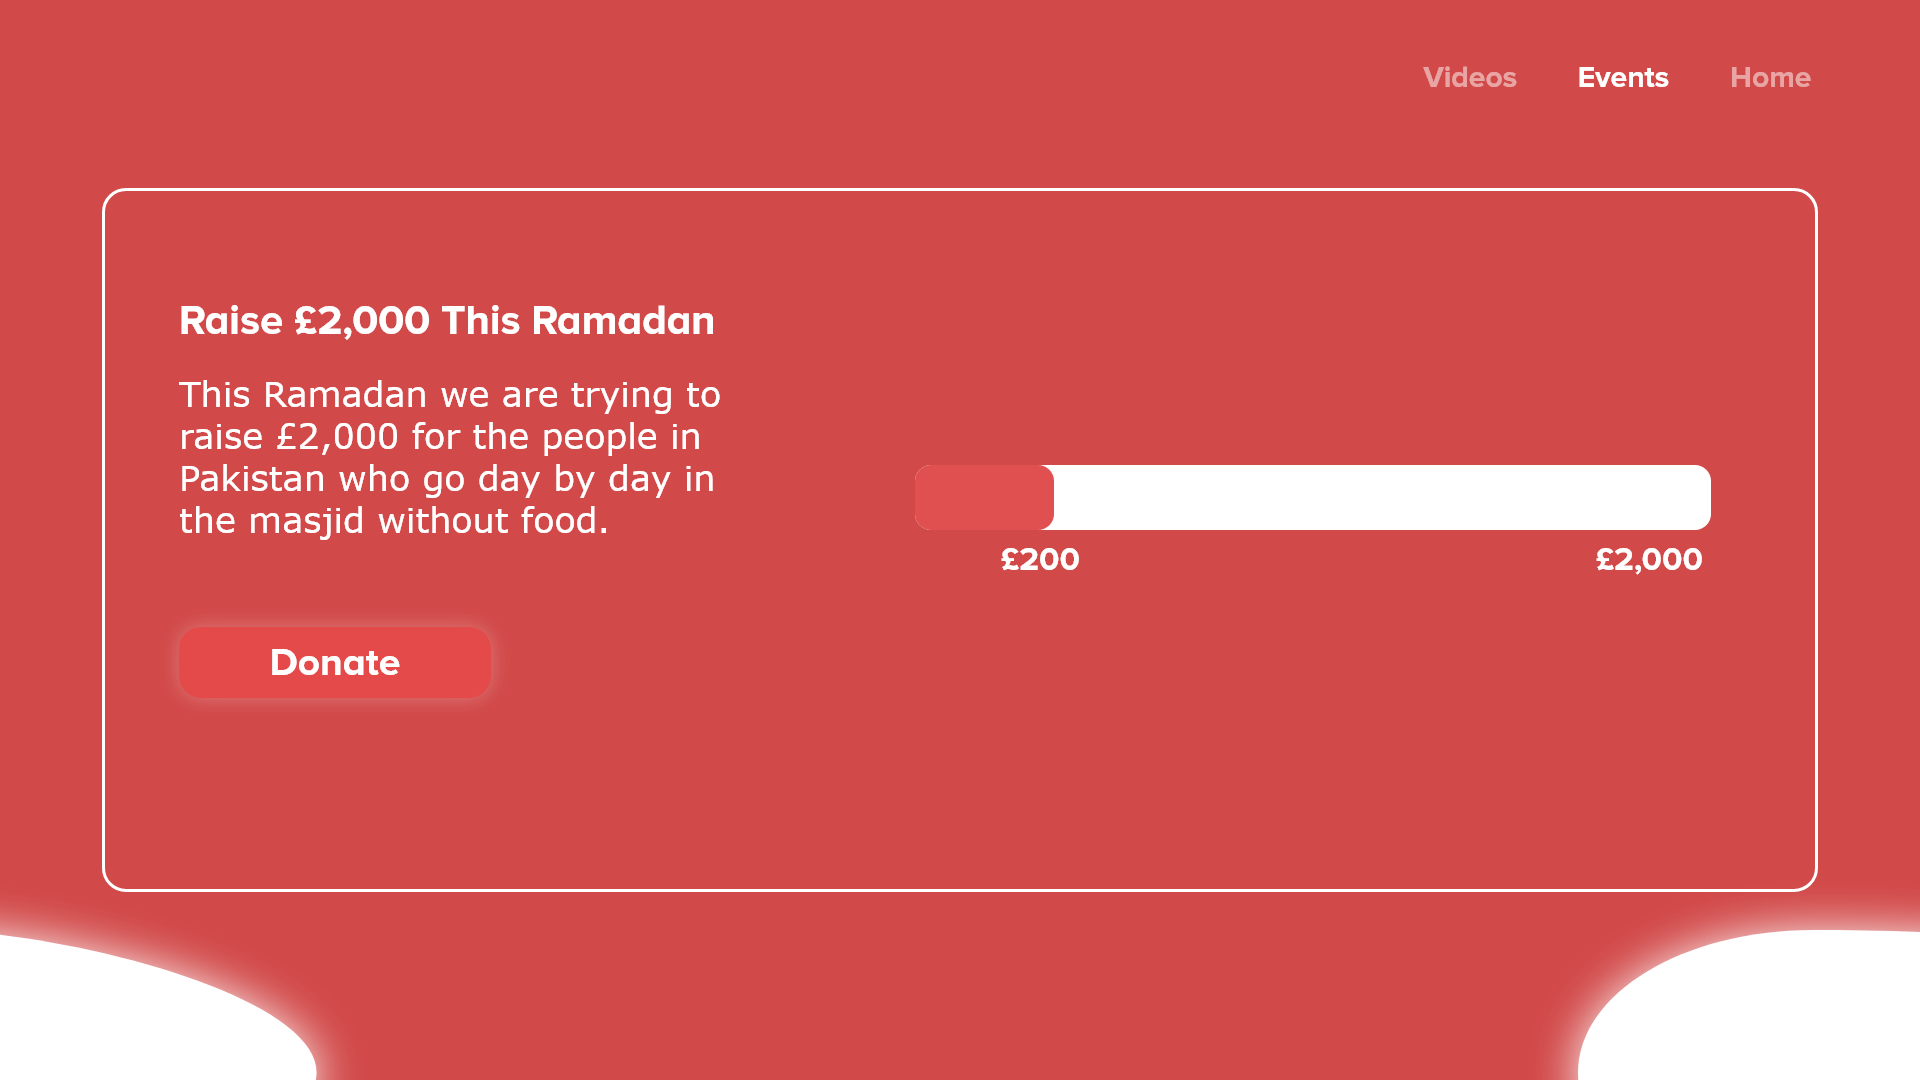 Videos Events Home
Raise £2,000 This Ramadan
This Ramadan we are trying to
raise £2,000 for the people in
Pakistan who go day by day in
the masjid without food.
£200 £2,000
Donate